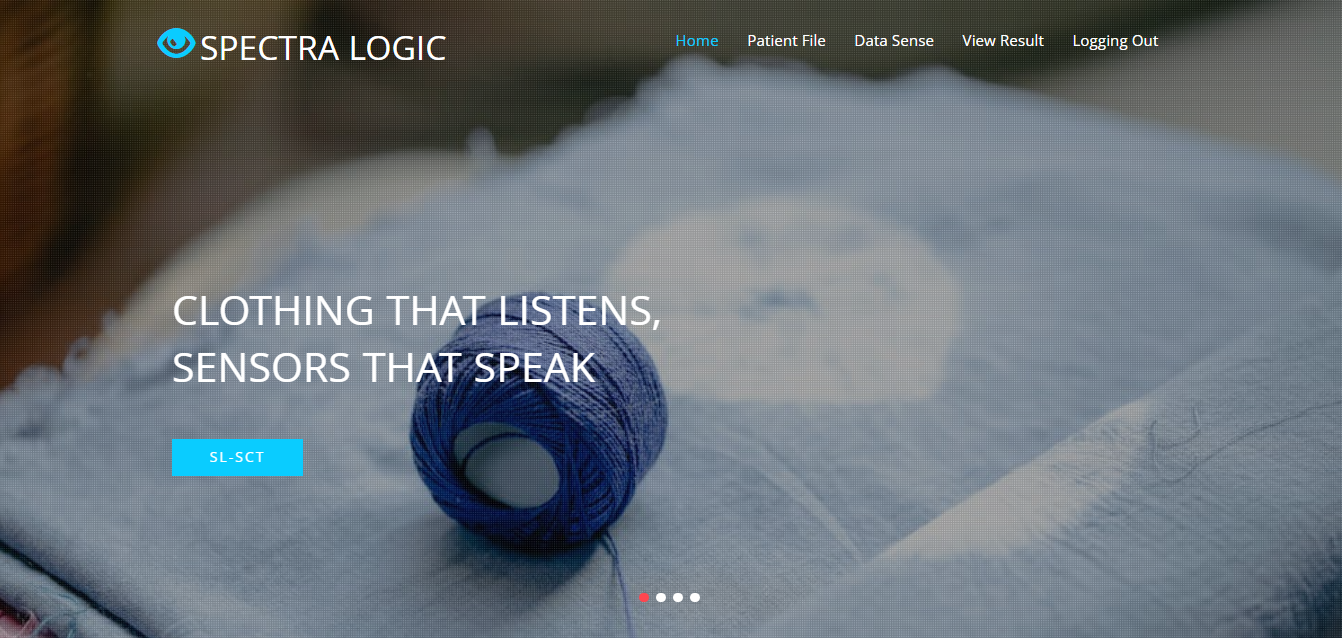 SPECTRA LOGIC
Home Patient File Data Sense View Result Logging Out
CLOTHING THAT LISTENS,
SENSORS THAT SPEAK
SL-SCT